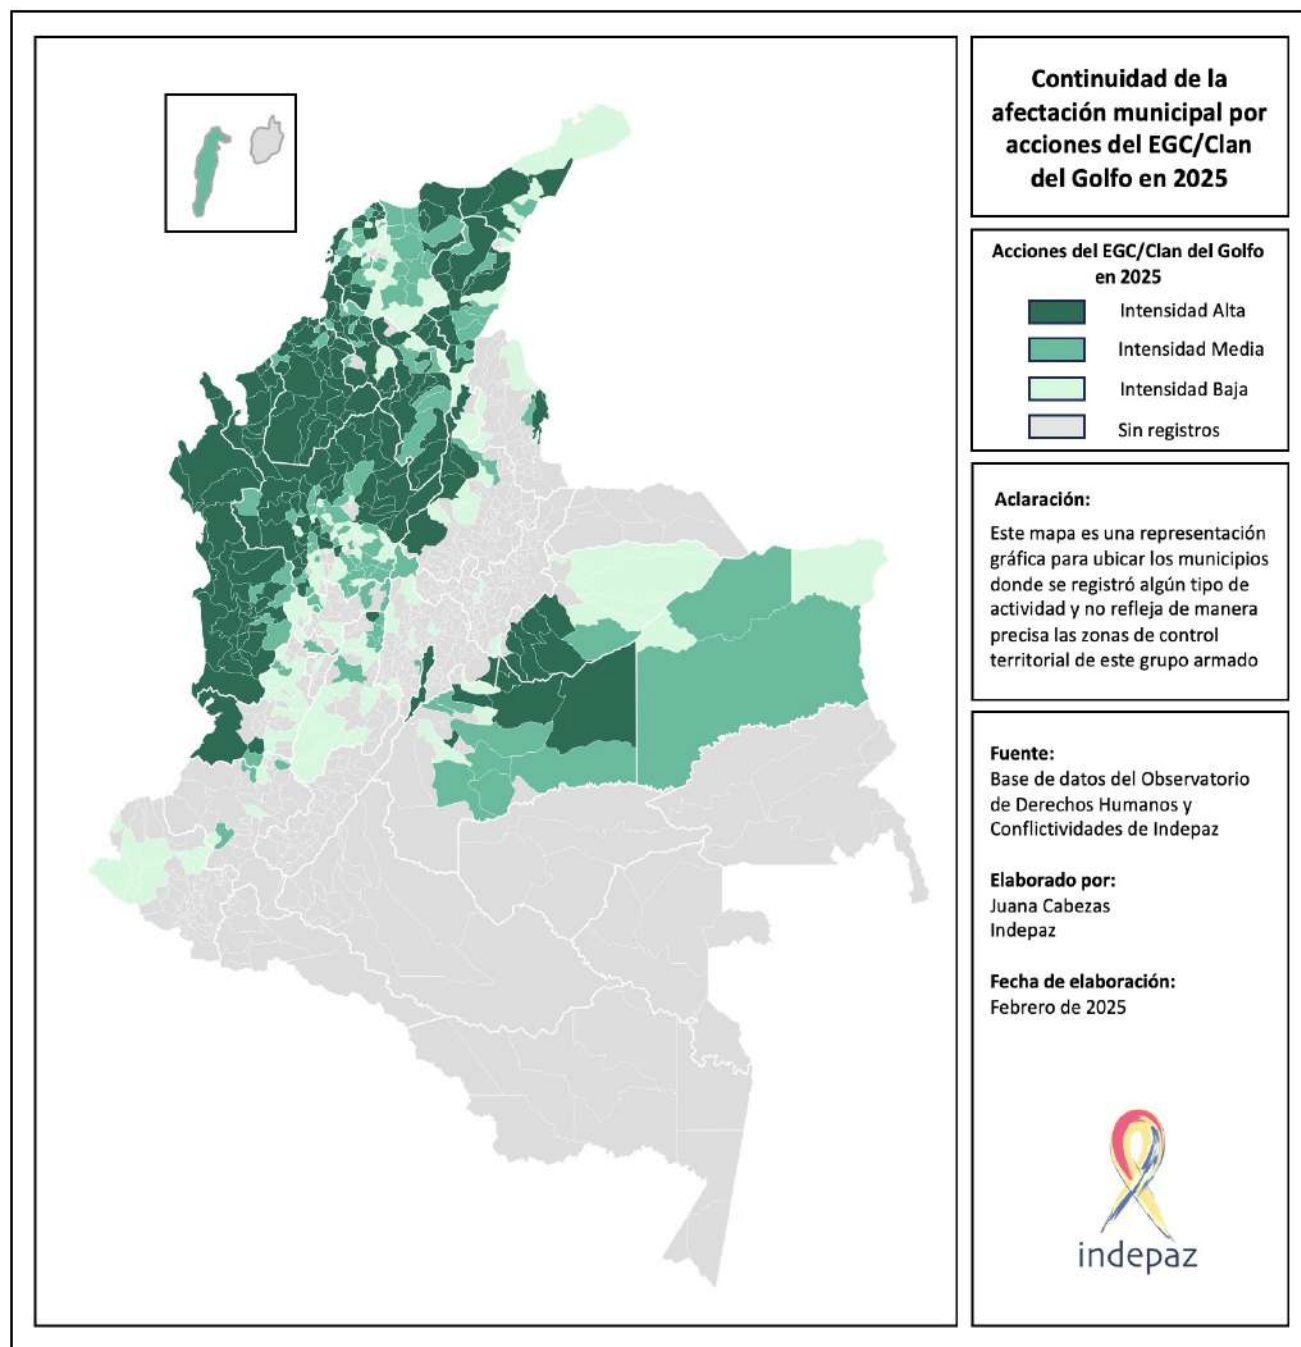 Continuidad de la
afectación municipal por
acciones del EGC/Clan
del Golfo en 2025
Acciones del EGC/Clan del Golfo
en 2025
Intensidad Alta
Intensidad Media
Intensidad Baja
Sin registros
Aclaración:
Este mapa es una representación
gráfica para ubicar los municipios
donde se registró algún tipo de
actividad y no refleja de manera
precisa las zonas de control
territorial de este grupo armado
Fuente:
Base de datos del Observatorio
de Derechos Humanos y
Conflictividades de Indepaz
Elaborado por:
Juana Cabezas
Indepaz
Fecha de elaboración:
Febrero de 2025
indepaz